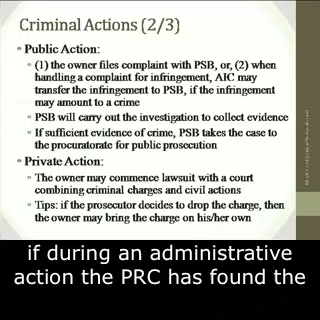 Criminal Actions (2/3)
• Public Action:
• (1) the owner files complaint with PSB, or, (2) when
handling a complaint for infringement, AIC may
transfer the infringement to PSB, if the infringement
may amount to a crime
• PSB will carry out the investigation to collect evidence
• If sufficient evidence of crime, PSB takes the case to
the procuratorate for public prosecution
• Private Action:
• The owner may commence lawsuit with a court
combining criminal charges and civil actions
• Tips: if the prosecutor decides to drop the charge, then
the owner may bring the charge on his/her own
if during an administrative
action the PRC has found the